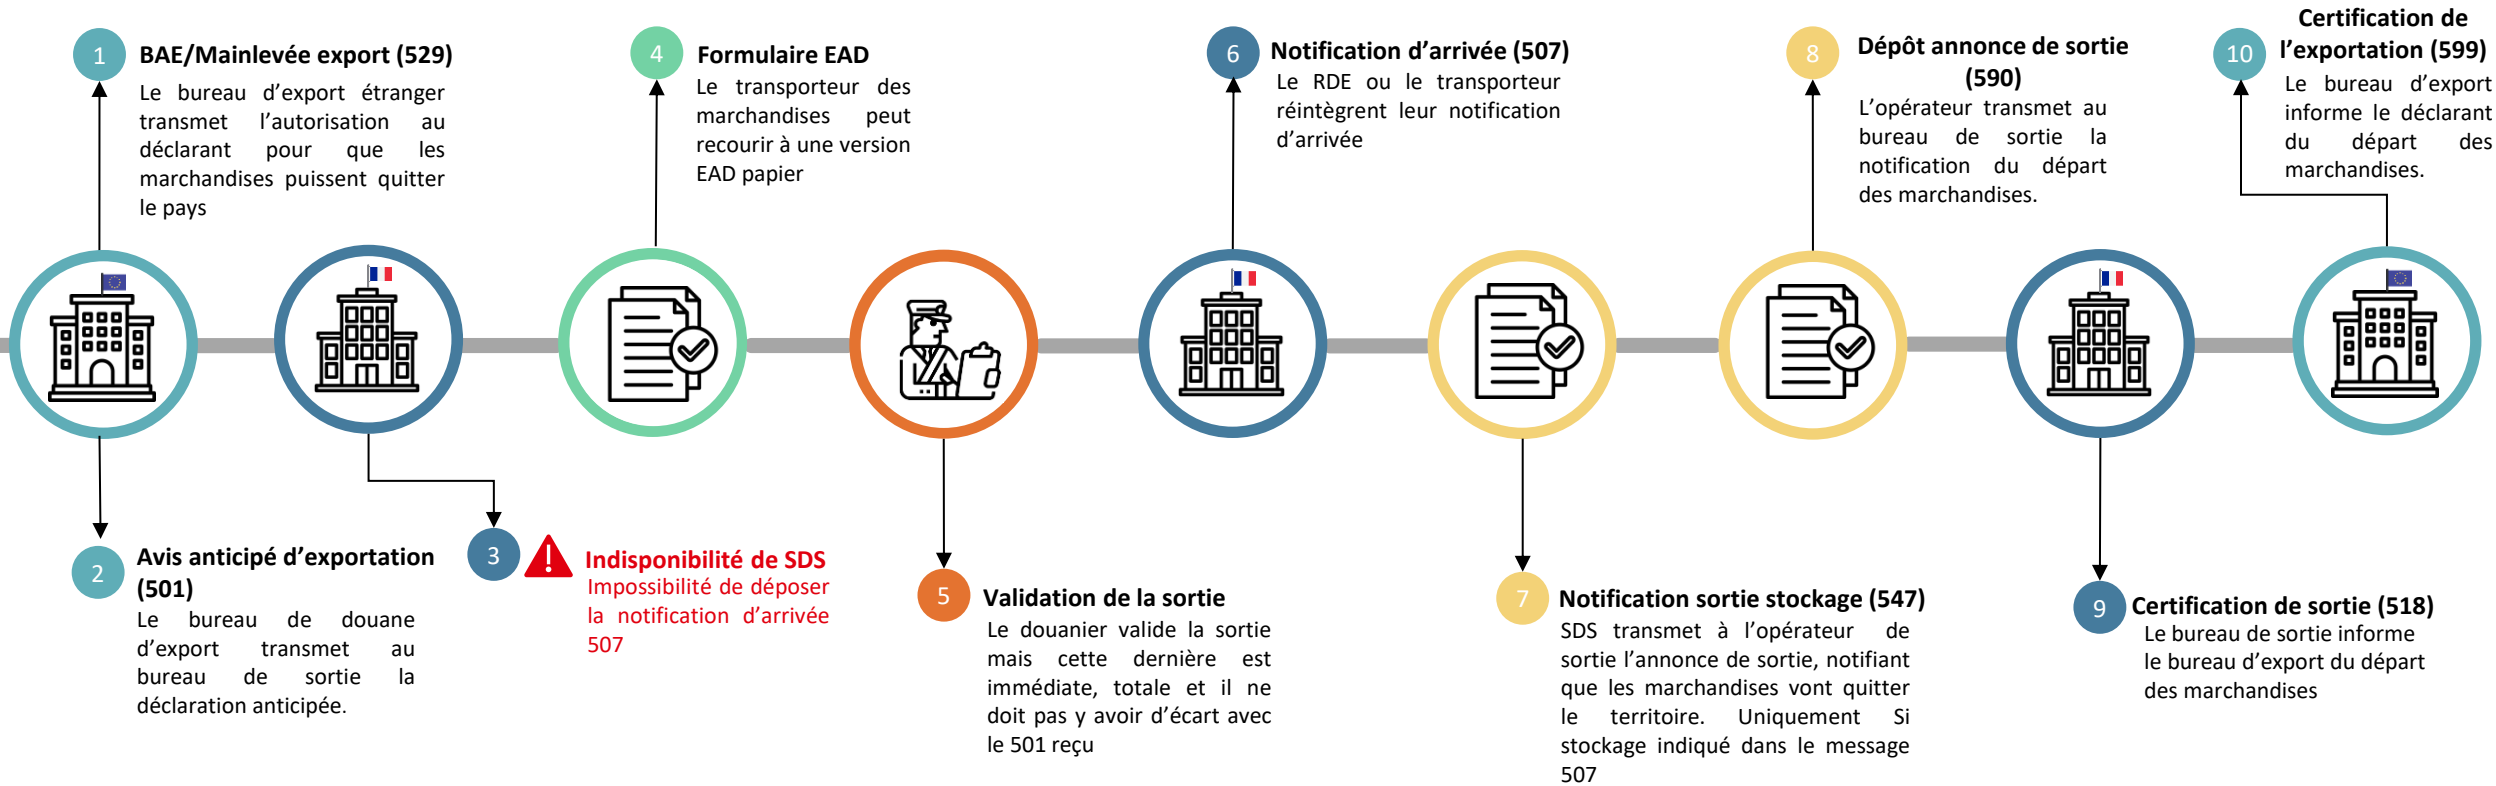 1
BAE/Mainlevée export (529)
Le bureau d’export étranger
transmet l’autorisation au
déclarant pour que les
marchandises puissent quitter
le pays
2
Avis anticipé d’exportation
(501)
Le bureau de douane
d’export transmet au
bureau de sortie la
déclaration anticipée.
3
Indisponibilité de SDS
Impossibilité de déposer
la notification d’arrivée
507
4
Formulaire EAD
Le transporteur des
marchandises peut
recourir à une version
EAD papier
5
Validation de la sortie
Le douanier valide la sortie
mais cette dernière est
immédiate, totale et il ne
doit pas y avoir d’écart avec
le 501 reçu
6
Notification d’arrivée (507)
Le RDE ou le transporteur
réintègrent leur notification
d’arrivée
7
Notification sortie stockage (547)
SDS transmet à l’opérateur de
sortie l’annonce de sortie, notifiant
que les marchandises vont quitter
le territoire. Uniquement Si
stockage indiqué dans le message
507
8
Dépôt annonce de sortie
(590)
L’opérateur transmet au
bureau de sortie la
notification du départ
des marchandises.
9
Certification de sortie (518)
Le bureau de sortie informe
le bureau d’export du départ
des marchandises
10
Certification de
l’exportation (599)
Le bureau d’export
informe le déclarant
du départ des
marchandises.